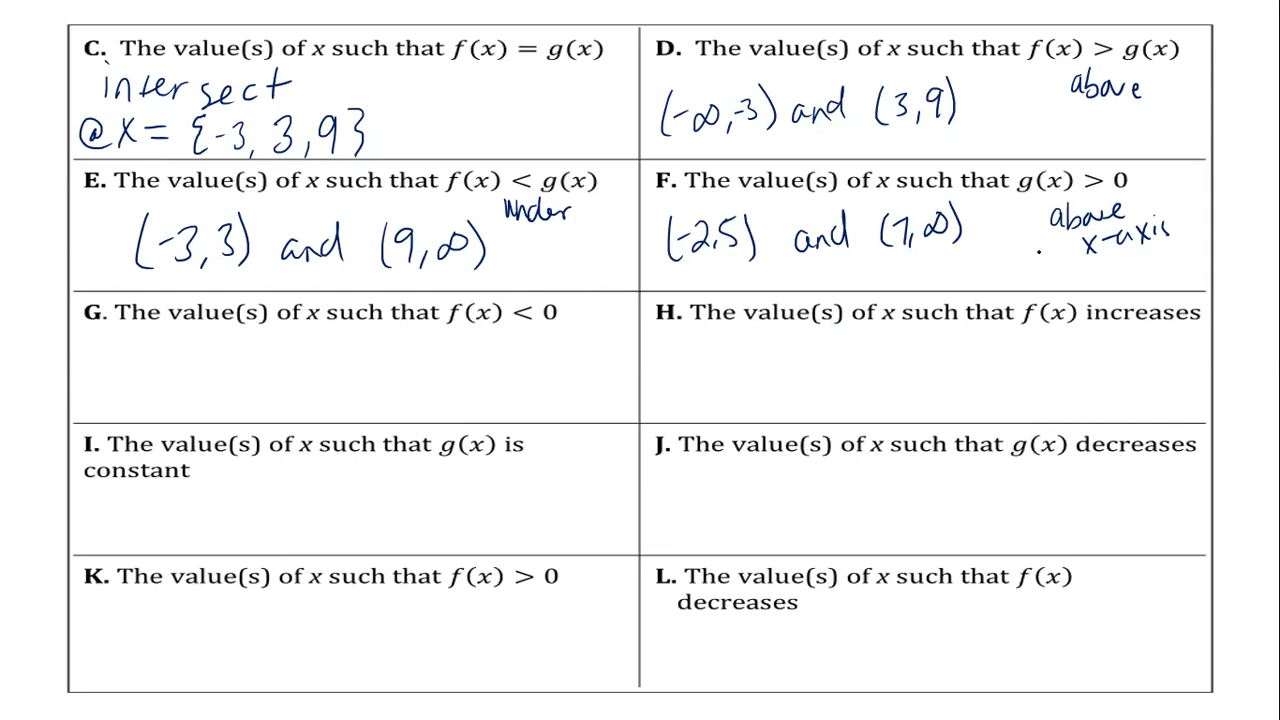 C. The value(s) of x such that f(x) = g(x)
intersect
@ x = {-3, 3, 9}
D. The value(s) of x such that f(x) > g(x)
above
(-∞,-3) and (3,9)
E. The value(s) of x such that f(x) < g(x)
under
(-3,3) and (9,∞)
F. The value(s) of x such that g(x) > 0
above
x-axis
(-2,5) and (7,∞)
G. The value(s) of x such that f(x) < 0
H. The value(s) of x such that f(x) increases
I. The value(s) of x such that g(x) is
constant
J. The value(s) of x such that g(x) decreases
K. The value(s) of x such that f(x) > 0
L. The value(s) of x such that f(x)
decreases